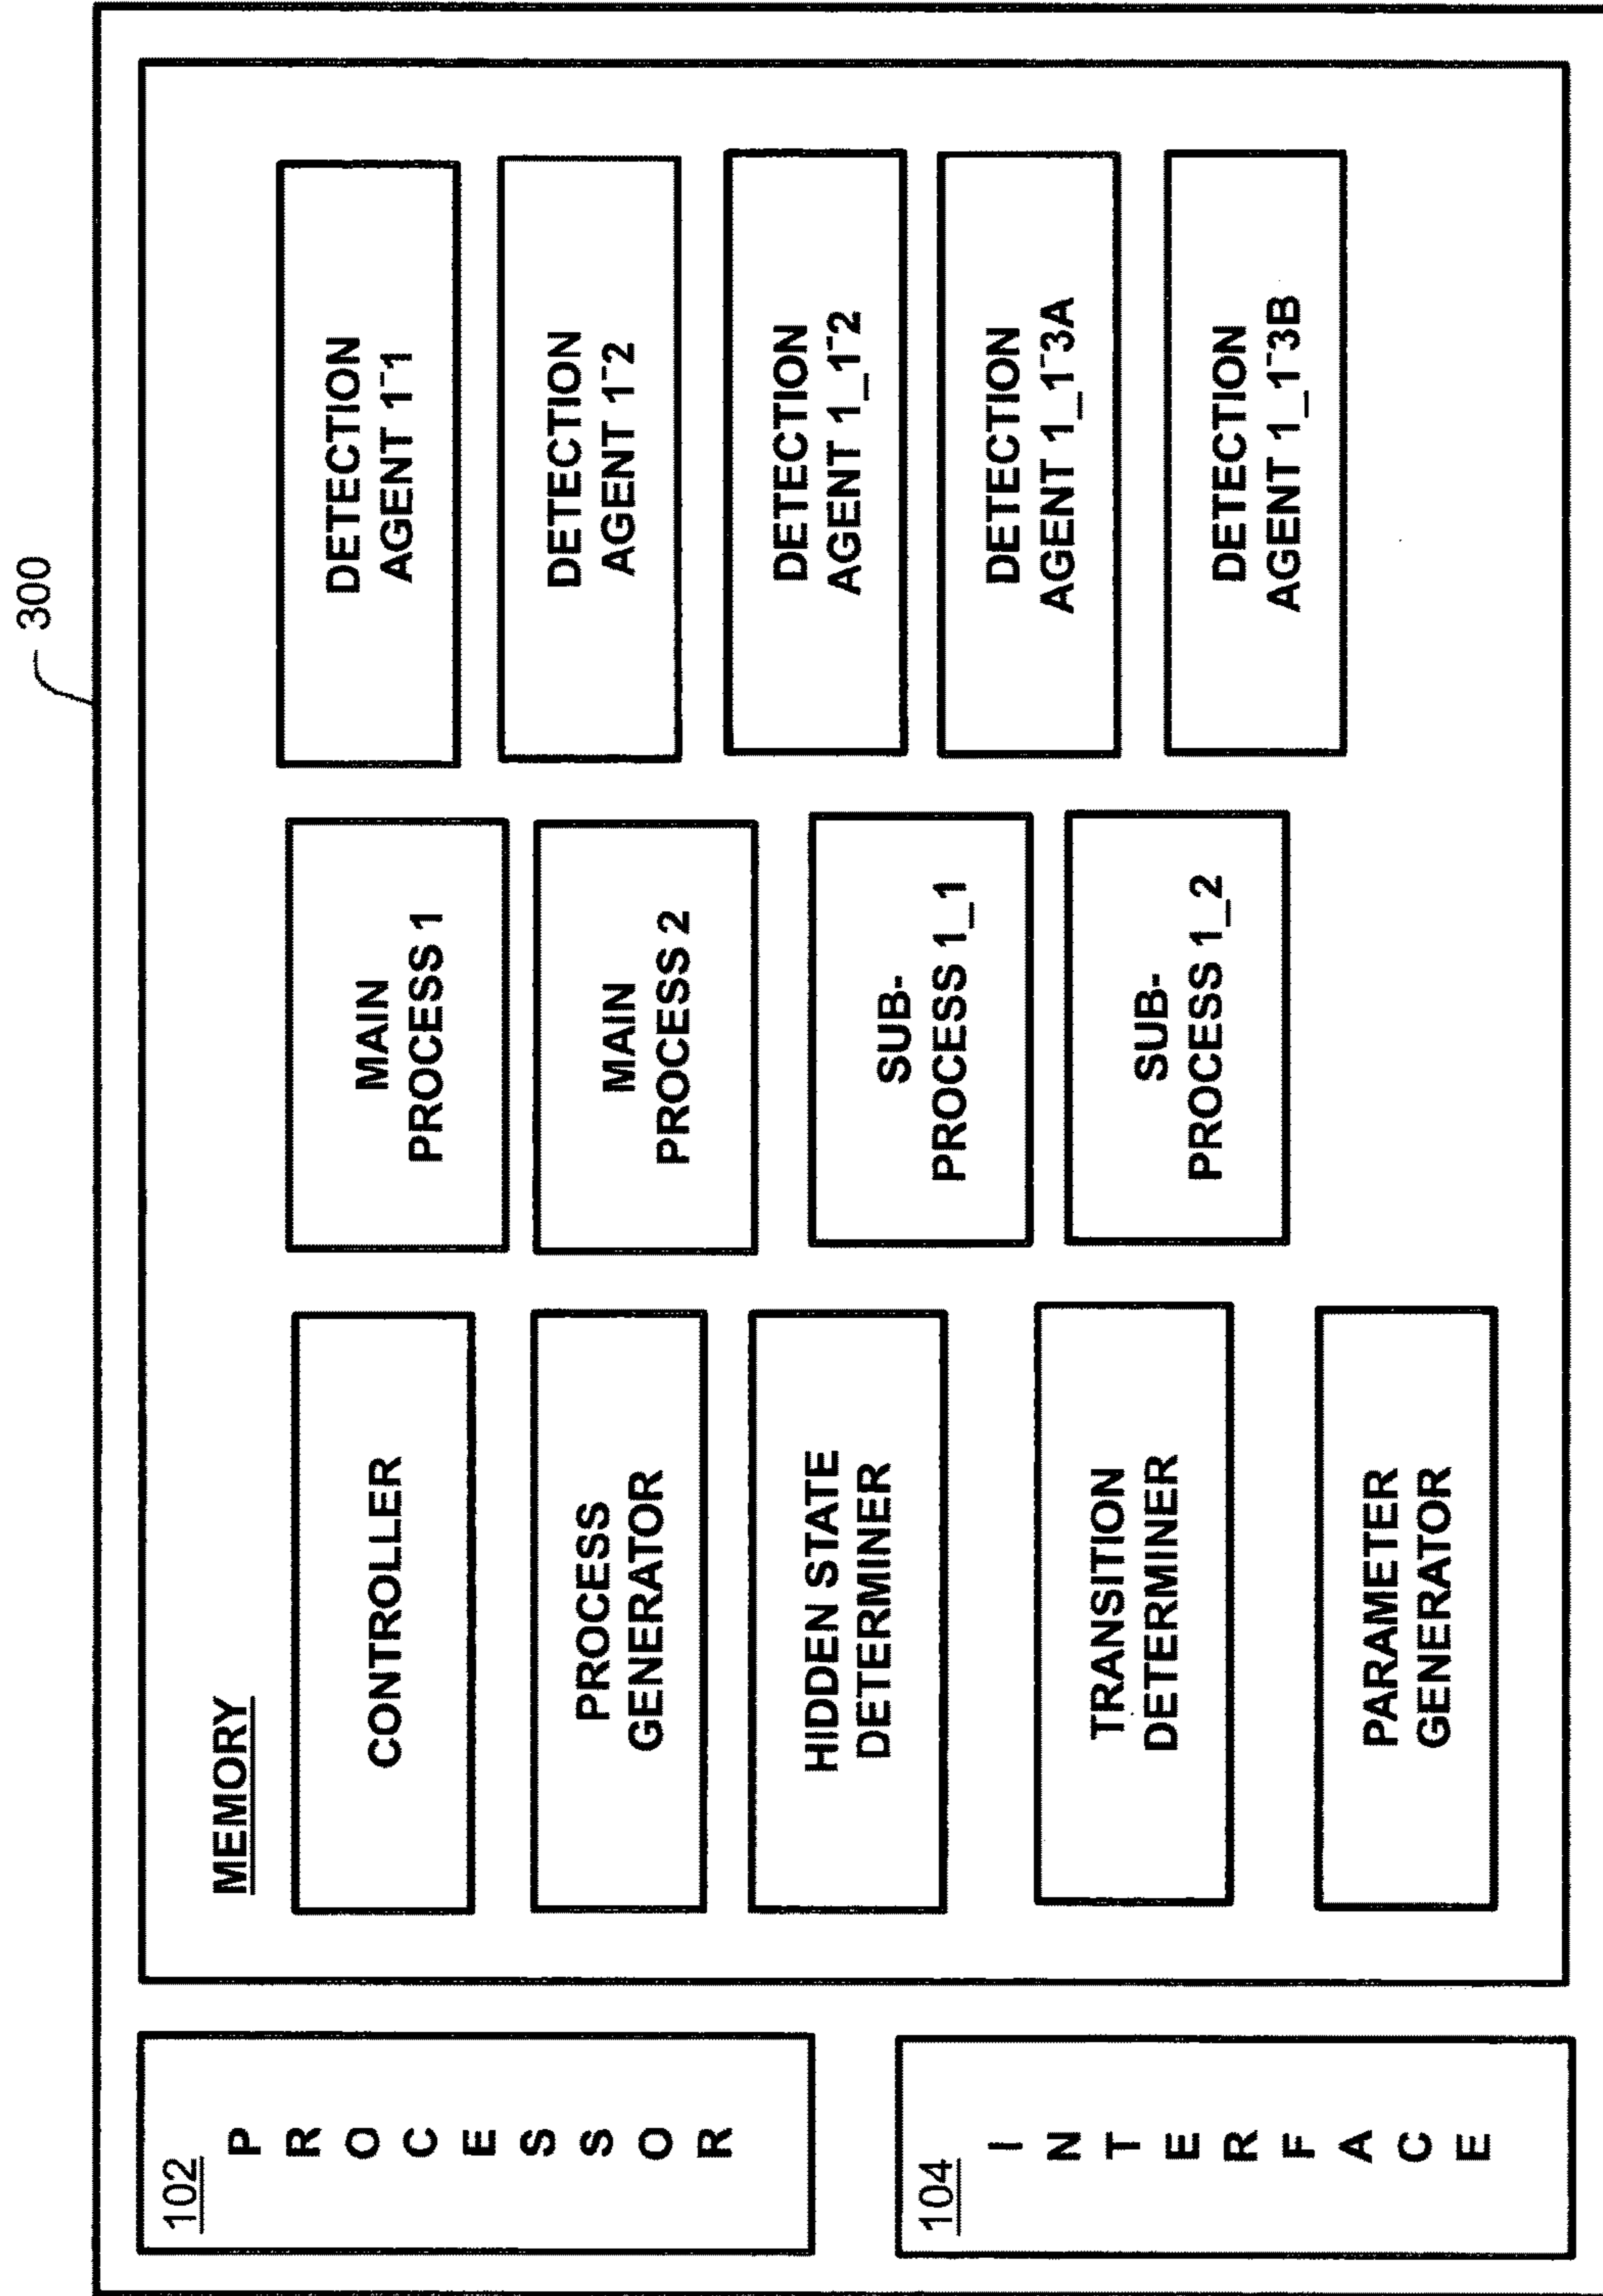 300
102
P
R
O
C
E
S
S
O
R
104
I
N
T
E
R
F
A
C
E
MEMORY
CONTROLLER
PROCESS
GENERATOR
HIDDEN STATE
DETERMINER
TRANSITION
DETERMINER
PARAMETER
GENERATOR
MAIN
PROCESS 1
MAIN
PROCESS 2
SUB-
PROCESS 1_1
SUB-
PROCESS 1_2
DETECTION
AGENT 1¯1
DETECTION
AGENT 1¯2
DETECTION
AGENT 1_1¯2
DETECTION
AGENT 1_1¯3A
DETECTION
AGENT 1_1¯3B